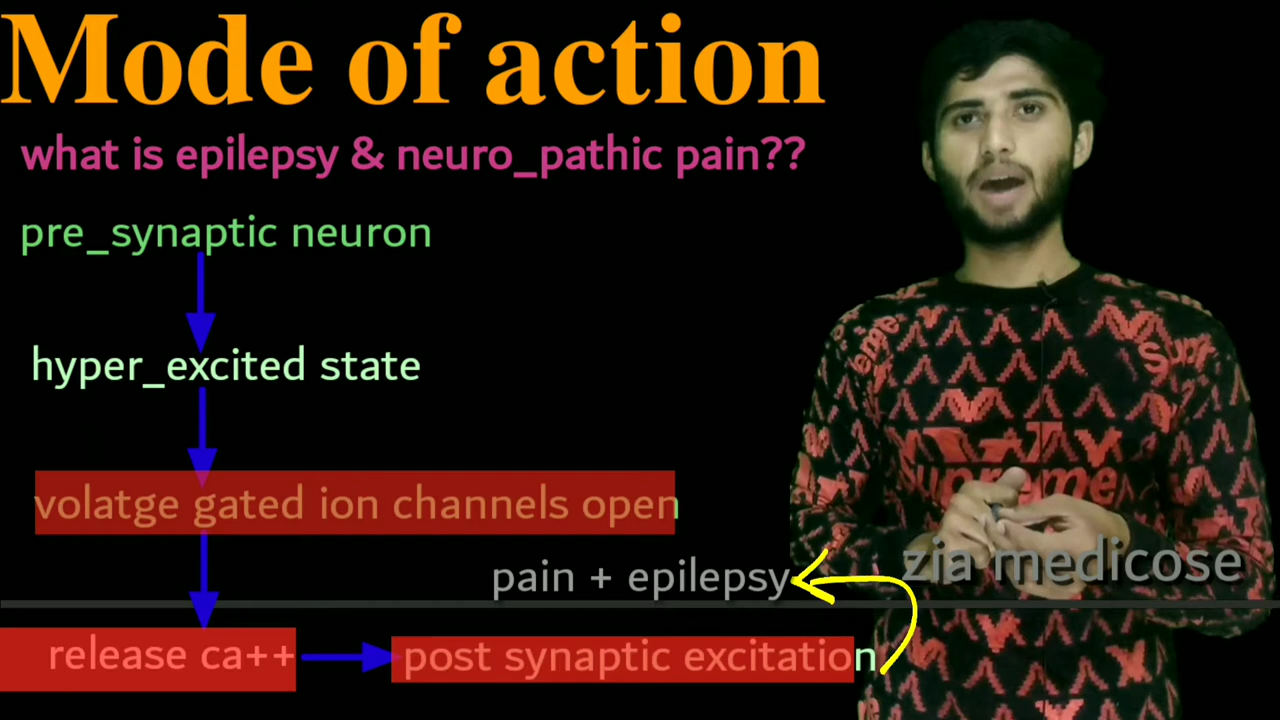 Mode of action
what is epilepsy & neuro_pathic pain??
pre_synaptic neuron
hyper_excited state
volatge gated ion channels open
pain + epilepsy
zia medicose
release ca++
post synaptic excitation
Supreme